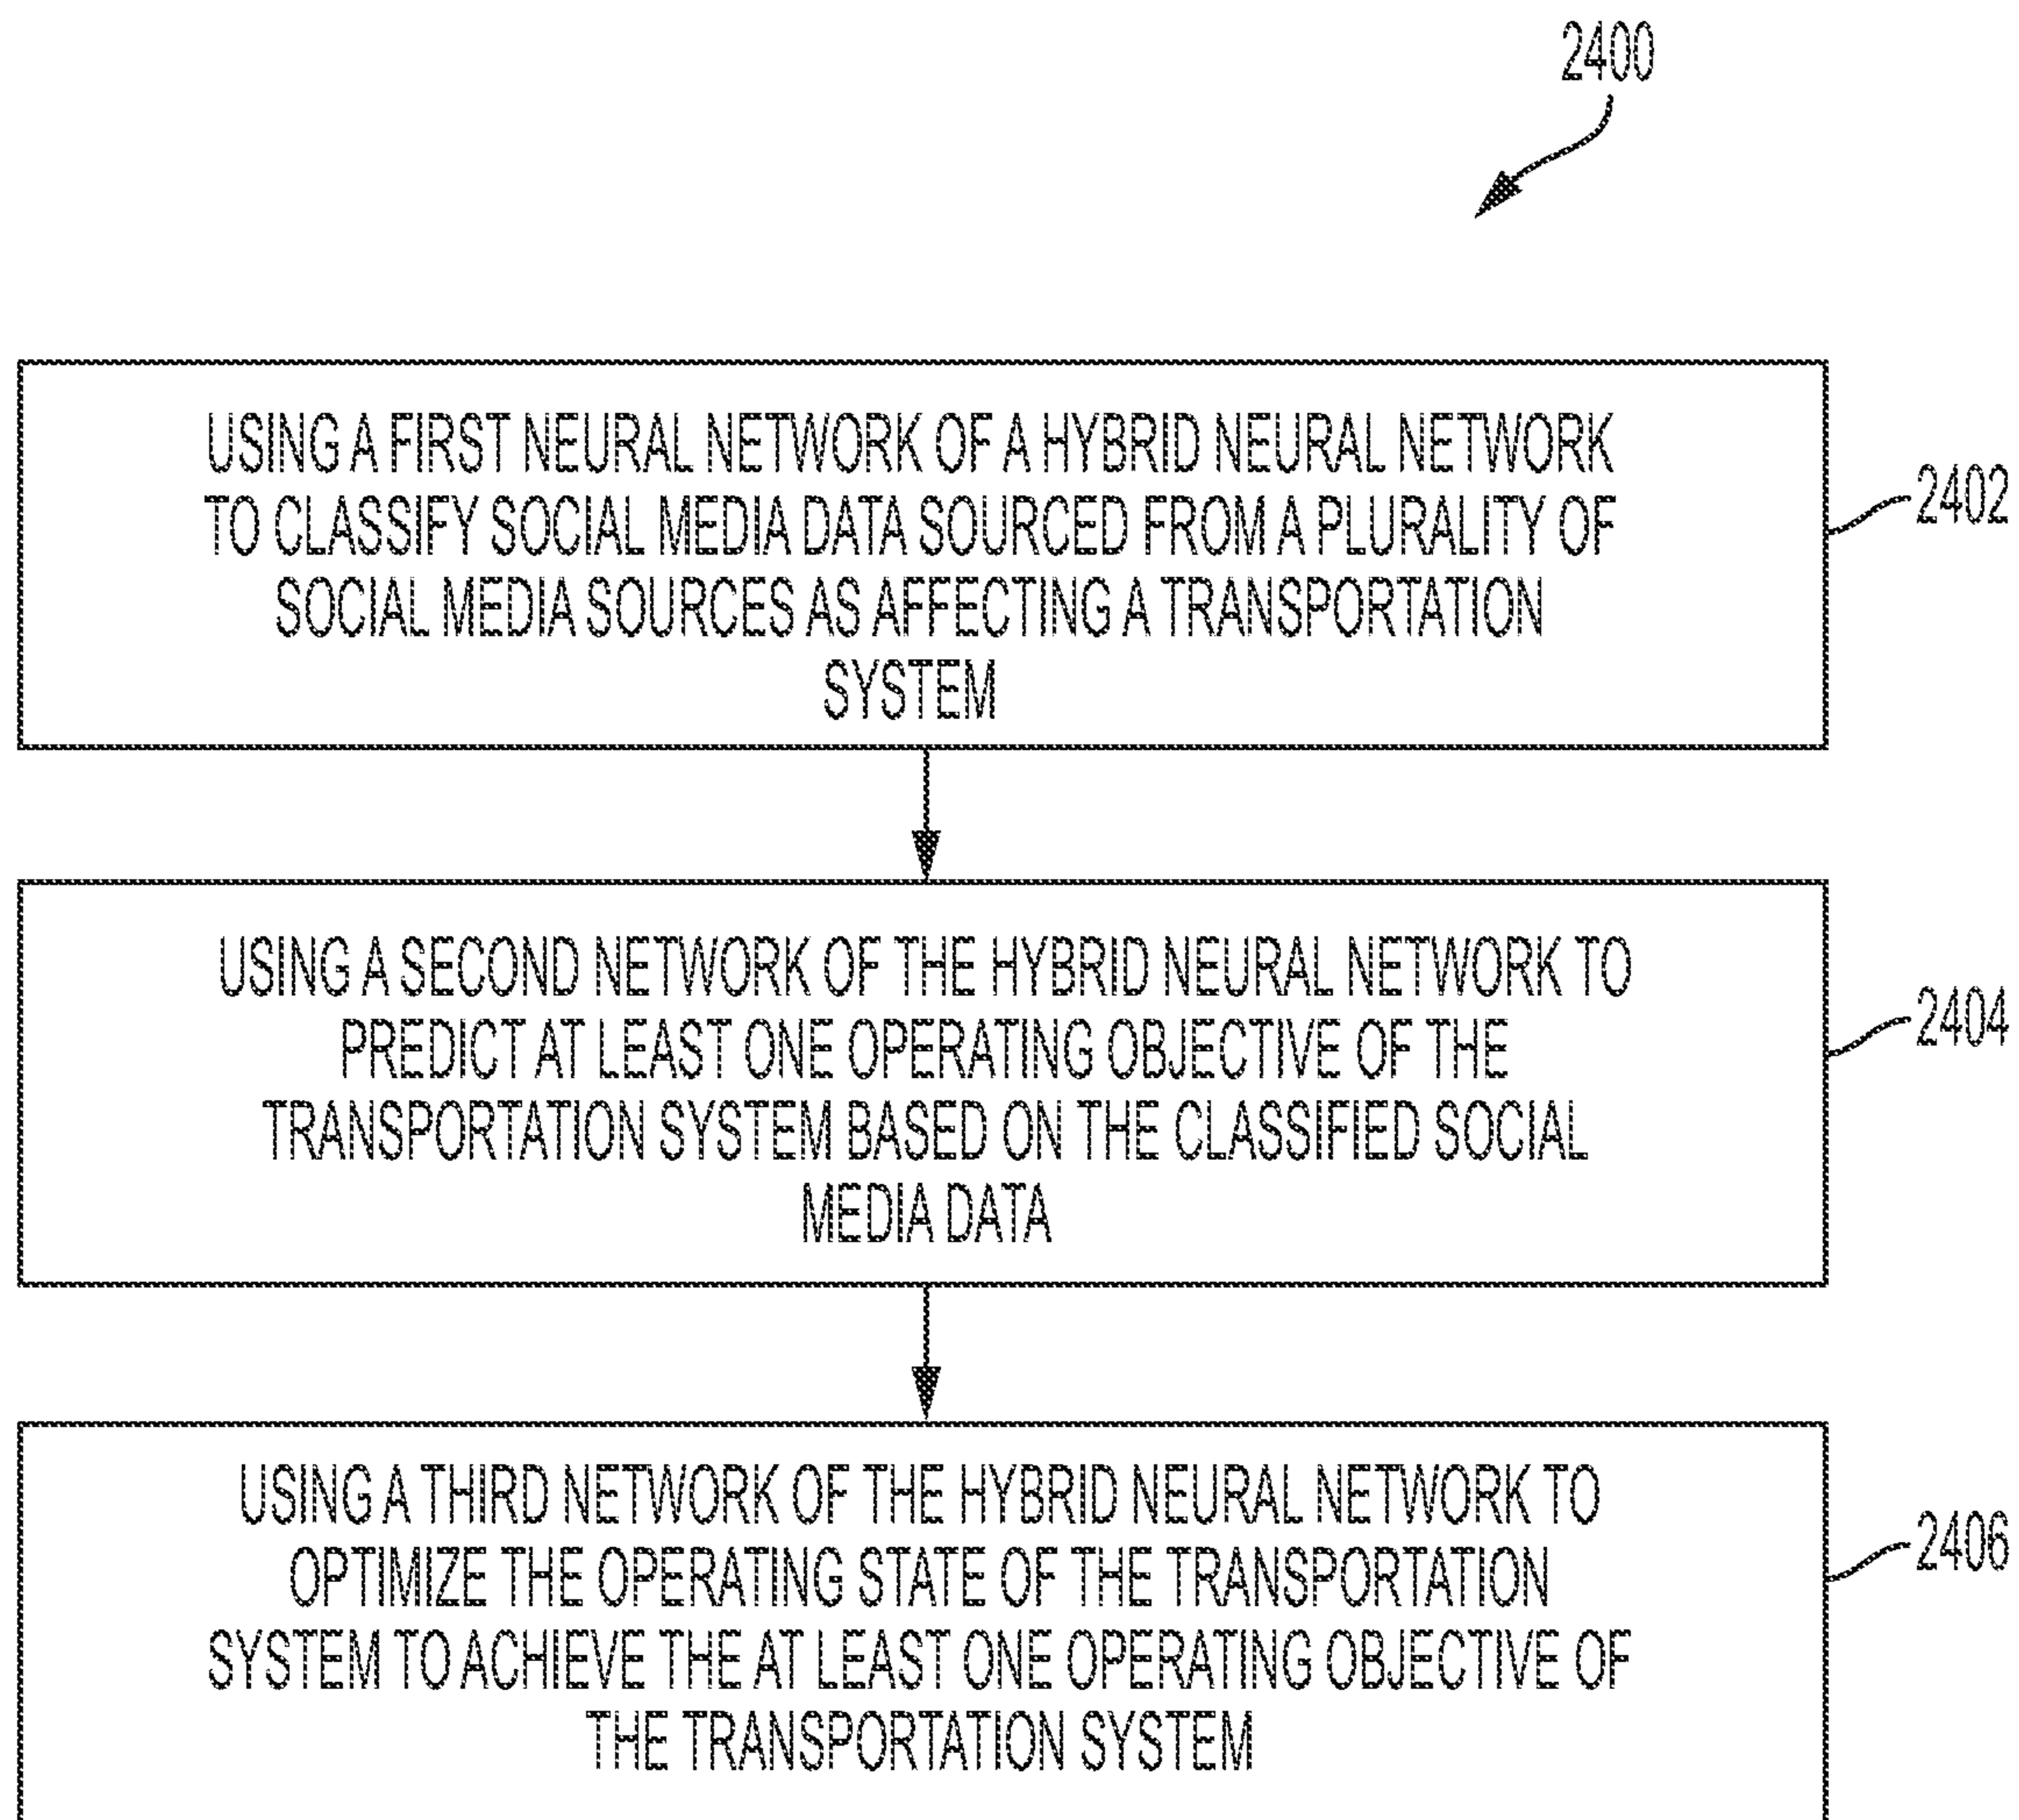 2400
USING A FIRST NEURAL NETWORK OF A HYBRID NEURAL NETWORK
TO CLASSIFY SOCIAL MEDIA DATA SOURCED FROM A PLURALITY OF
SOCIAL MEDIA SOURCES AS AFFECTING A TRANSPORTATION
SYSTEM
2402
USING A SECOND NETWORK OF THE HYBRID NEURAL NETWORK TO
PREDICT AT LEAST ONE OPERATING OBJECTIVE OF THE
TRANSPORTATION SYSTEM BASED ON THE CLASSIFIED SOCIAL
MEDIA DATA
2404
USING A THIRD NETWORK OF THE HYBRID NEURAL NETWORK TO
OPTIMIZE THE OPERATING STATE OF THE TRANSPORTATION
SYSTEM TO ACHIEVE THE AT LEAST ONE OPERATING OBJECTIVE OF
THE TRANSPORTATION SYSTEM
2406